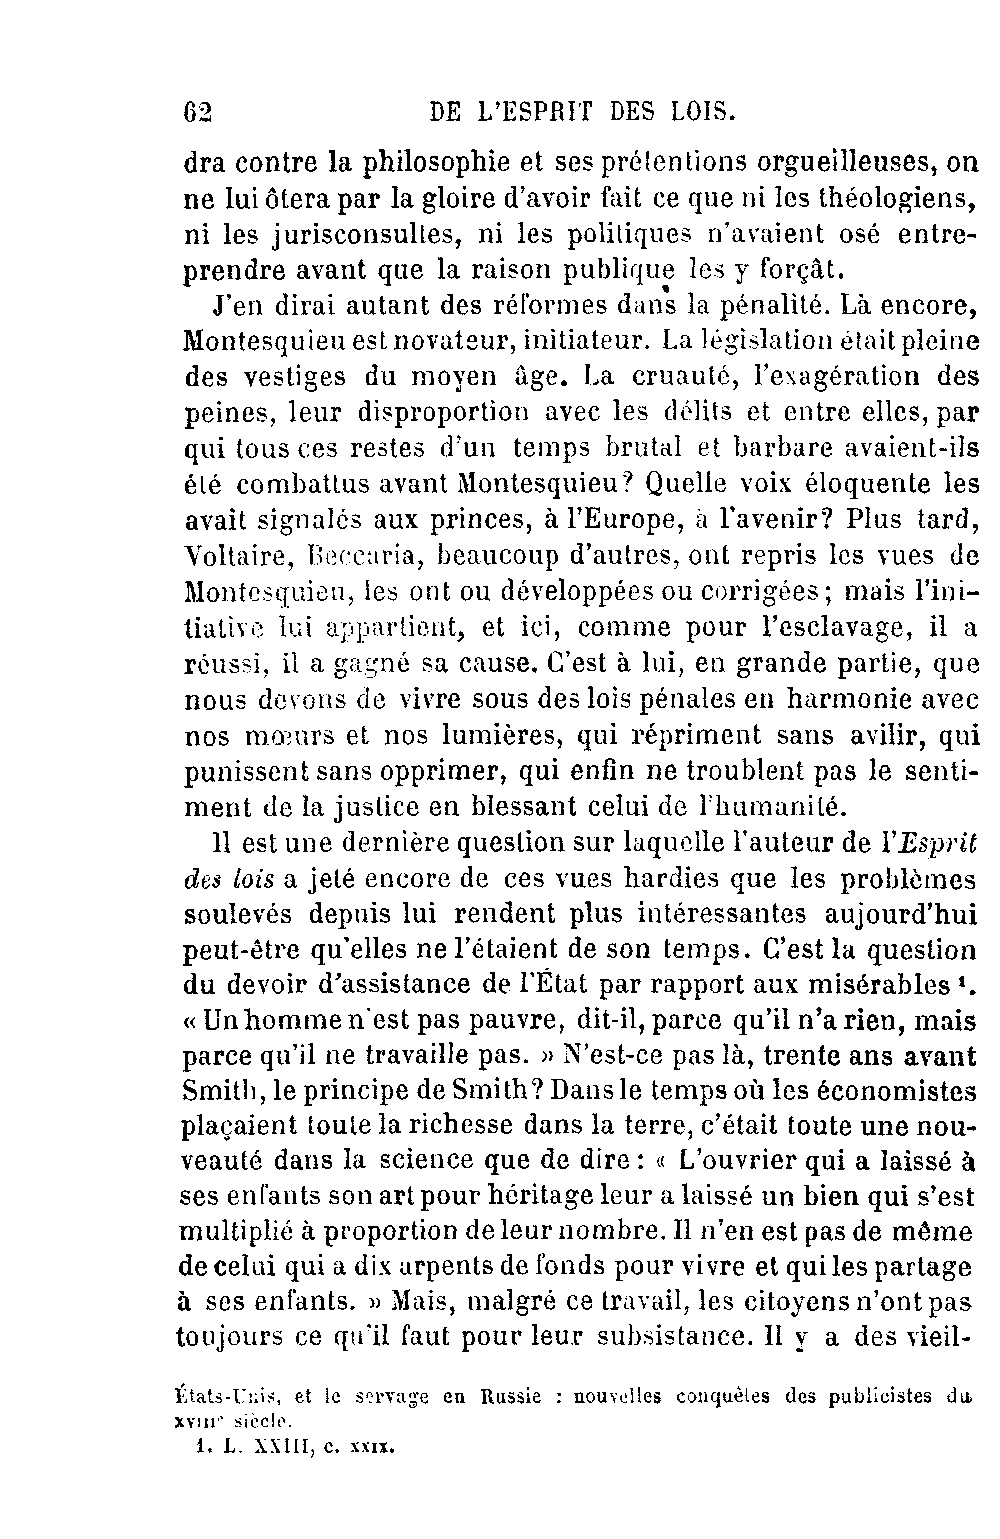 62 DE L'ESPRIT DES LOIS.
dra contre la philosophie et ses prétentions orgueilleuses, on
ne lui ôtera par la gloire d'avoir fait ce que ni les théologiens,
ni les jurisconsultes, ni les politiques n'avaient osé entre-
prendre avant que la raison publique les y forçât.
J'en dirai autant des réformes dans la pénalité. Là encore,
Montesquieu est novateur, initiateur. La législation était pleine
des vestiges du moyen âge. La cruauté, l'exagération des
peines, leur disproportion avec les délits et entre elles, par
qui tous ces restes d'un temps brutal et barbare avaient-ils
été combattus avant Montesquieu? Quelle voix éloquente les
avait signalés aux princes, à l'Europe, à l'avenir? Plus tard,
Voltaire, Beccaria, beaucoup d'autres, ont repris les vues de
Montesquieu, les ont ou développées ou corrigées; mais l'ini-
tiative lui appartient, et ici, comme pour l'esclavage, il a
réussi, il a gagné sa cause. C'est à lui, en grande partie, que
nous devons de vivre sous des lois pénales en harmonie avec
nos mœurs et nos lumières, qui répriment sans avilir, qui
punissent sans opprimer, qui enfin ne troublent pas le senti-
ment de la justice en blessant celui de l'humanité.
Il est une dernière question sur laquelle l'auteur de l'Esprit
des lois a jeté encore de ces vues hardies que les problèmes
soulevés depuis lui rendent plus intéressantes aujourd'hui
peut-être qu'elles ne l'étaient de son temps. C'est la question
du devoir d'assistance de l'État par rapport aux misérables ¹.
« Un homme n'est pas pauvre, dit-il, parce qu'il n'a rien, mais
parce qu'il ne travaille pas. » N'est-ce pas là, trente ans avant
Smith, le principe de Smith? Dans le temps où les économistes
plaçaient toute la richesse dans la terre, c'était toute une nou-
veauté dans la science que de dire : « L'ouvrier qui a laissé à
ses enfants son art pour héritage leur a laissé un bien qui s'est
multiplié à proportion de leur nombre. Il n'en est pas de même
de celui qui a dix arpents de fonds pour vivre et qui les partage
à ses enfants. » Mais, malgré ce travail, les citoyens n'ont pas
toujours ce qu'il faut pour leur subsistance. Il y a des vieil-
États-Unis, et le servage en Russie : nouvelles conquêtes des publicistes du
XVIIIᵉ siècle.
1. L. XXIII, c. XXIX.